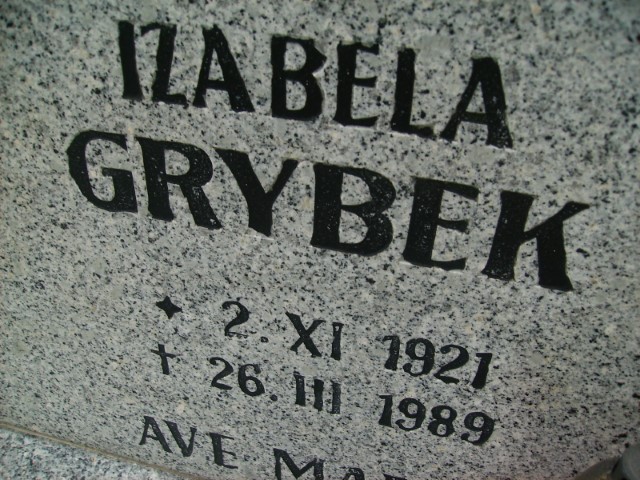 IZABELA
GRYBEK
✦ 2. XI 1921
† 26. III 1989
AVE